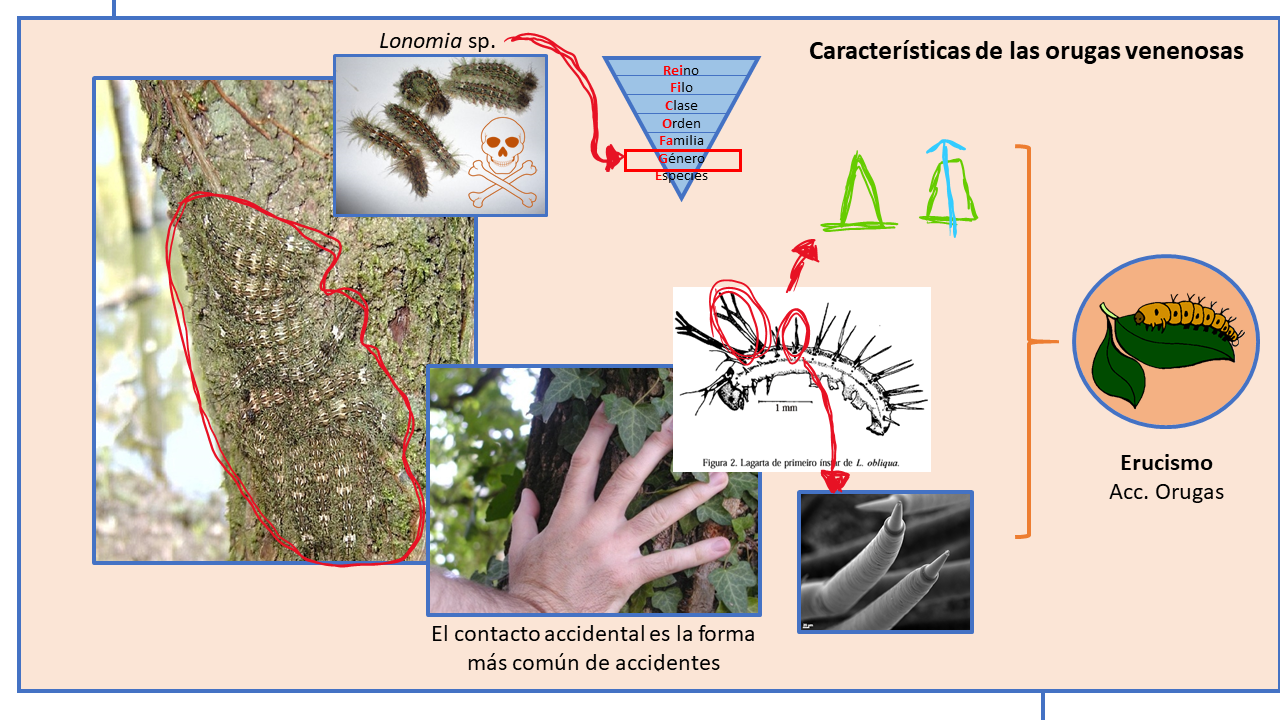 Características de las orugas venenosas
Lonomia sp.
Reino
Filo
Clase
Orden
Familia
Género
Especies
1 mm
Figura 2. Lagarta de primeiro ínstar de L. obliqua.
Erucismo
Acc. Orugas
El contacto accidental es la forma
más común de accidentes